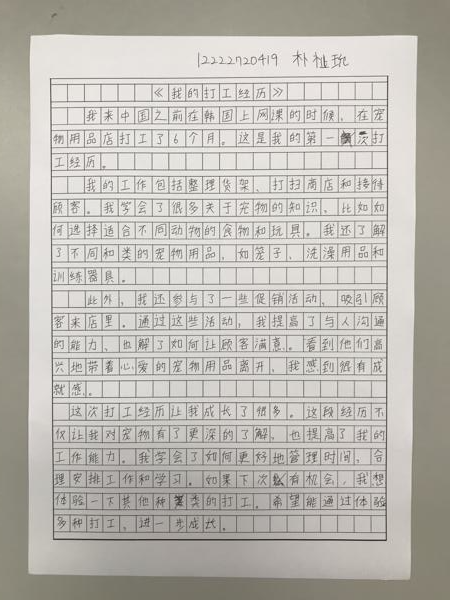 12222720419 朴祉琬
《我的打工经历》
我来中国之前在韩国上网课的时候，在宠
物用品店打工了6个月。这是我的第一次打
工经历。
我的工作包括整理货架、打扫商店和接待
顾客。我学会了很多关于宠物的知识，比如如
何选择适合不同动物的食物和玩具。我还了解
了不同和类的宠物用品，如笼子，洗澡用品和
训练器具。
此外，我还参与了一些促销活动，吸引顾
客来店里。通过这些活动，我提高了与人沟通
的能力、也解了如何让顾客满意。看到他们高
兴地带着心爱的宠物用品离开，我感到很有成
就感。
这次打工经历让我成长了很多。这段经历不
仅让我对宠物有了更深的了解，也提高了我的
工作能力。我学会了如何更好地管理时间，合
理安排工作和学习。如果下次有机会，我想
体验一下其他种类的打工。希望能通过体验
多种打工，进一步成长。